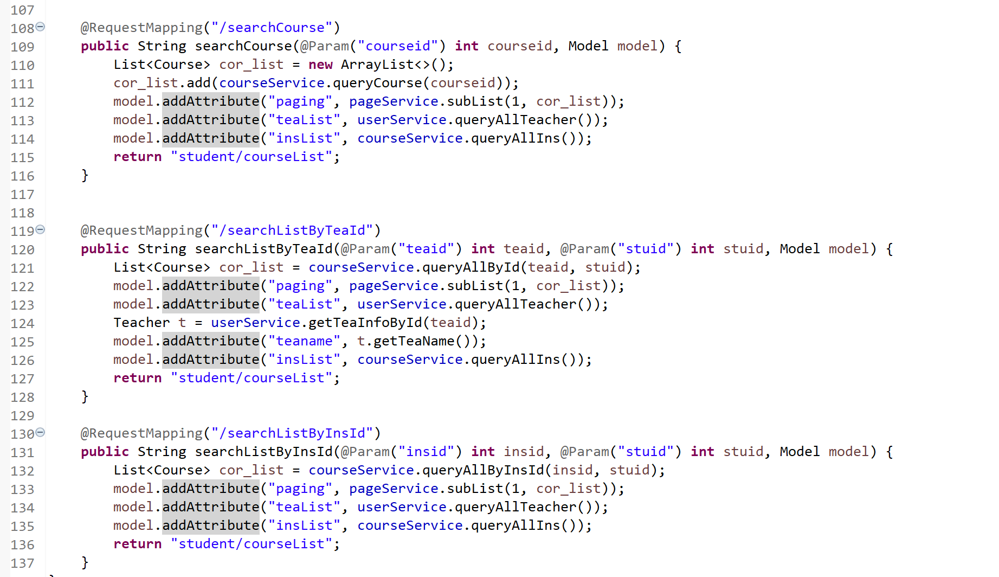 107
108 @RequestMapping("/searchCourse")
109 public String searchCourse(@Param("courseid") int courseid, Model model) {
110 List<Course> cor_list = new ArrayList<>();
111 cor_list.add(courseService.queryCourse(courseid));
112 model.addAttribute("paging", pageService.subList(1, cor_list));
113 model.addAttribute("teaList", userService.queryAllTeacher());
114 model.addAttribute("insList", courseService.queryAllIns());
115 return "student/courseList";
116 }
117
118
119 @RequestMapping("/searchListByTeaId")
120 public String searchListByTeaId(@Param("teaid") int teaid, @Param("stuid") int stuid, Model model) {
121 List<Course> cor_list = courseService.queryAllById(teaid, stuid);
122 model.addAttribute("paging", pageService.subList(1, cor_list));
123 model.addAttribute("teaList", userService.queryAllTeacher());
124 Teacher t = userService.getTeaInfoById(teaid);
125 model.addAttribute("teaname", t.getTeaName());
126 model.addAttribute("insList", courseService.queryAllIns());
127 return "student/courseList";
128 }
129
130 @RequestMapping("/searchListByInsId")
131 public String searchListByInsId(@Param("insid") int insid, @Param("stuid") int stuid, Model model) {
132 List<Course> cor_list = courseService.queryAllByInsId(insid, stuid);
133 model.addAttribute("paging", pageService.subList(1, cor_list));
134 model.addAttribute("teaList", userService.queryAllTeacher());
135 model.addAttribute("insList", courseService.queryAllIns());
136 return "student/courseList";
137 }